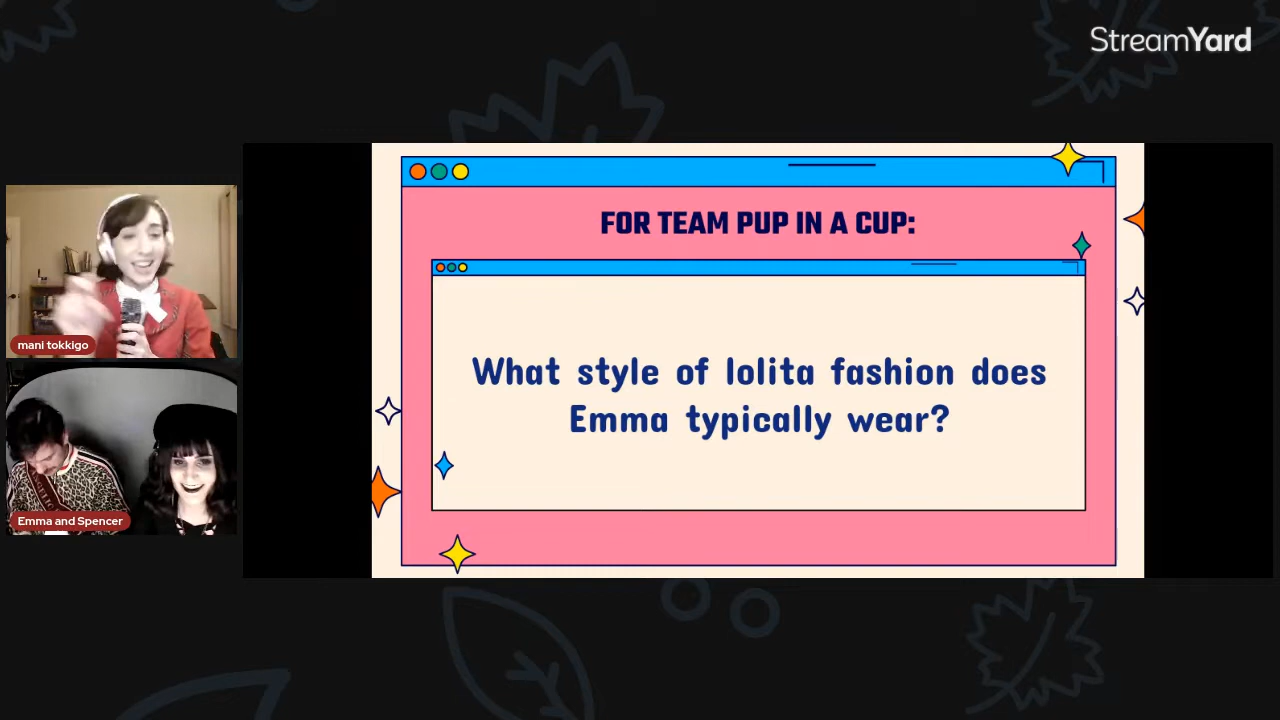 StreamYard
FOR TEAM PUP IN A CUP:
What style of lolita fashion does
Emma typically wear?
mani tokkigo
Emma and Spencer